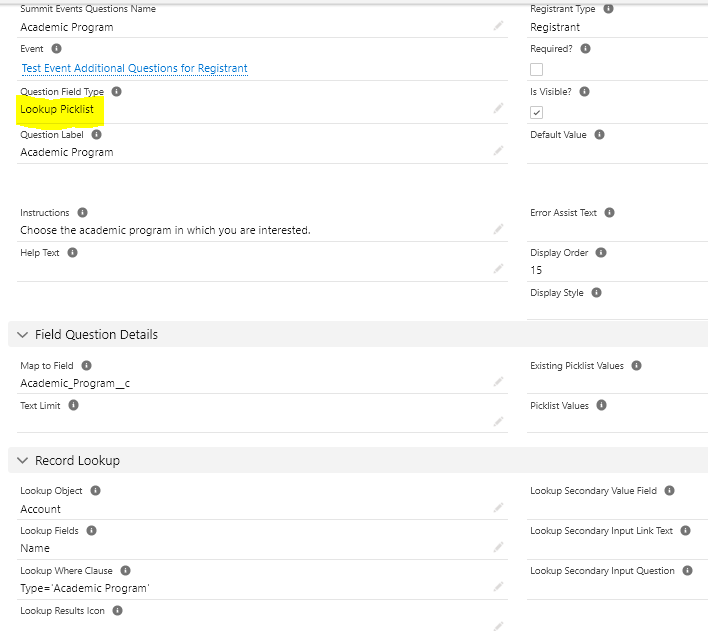 Summit Events Questions Name
Academic Program
Registrant Type
Registrant
Event
Test Event Additional Questions for Registrant
Required?
Question Field Type
Lookup Picklist
Is Visible?
Question Label
Academic Program
Default Value
Instructions
Choose the academic program in which you are interested.
Error Assist Text
Help Text
Display Order
15
Display Style
Field Question Details
Map to Field
Academic_Program__c
Existing Picklist Values
Text Limit
Picklist Values
Record Lookup
Lookup Object
Account
Lookup Secondary Value Field
Lookup Fields
Name
Lookup Secondary Input Link Text
Lookup Where Clause
Type='Academic Program'
Lookup Secondary Input Question
Lookup Results Icon